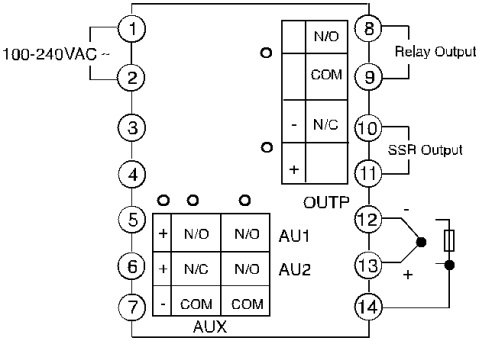 1
100-240VAC ~
2
3
4
5
6
7
N/O
COM
- N/C
+
OUTP
8
Relay Output
9
10
SSR Output
11
12 -
13 +
14
+ N/O N/O AU1
+ N/C N/O AU2
- COM COM
AUX